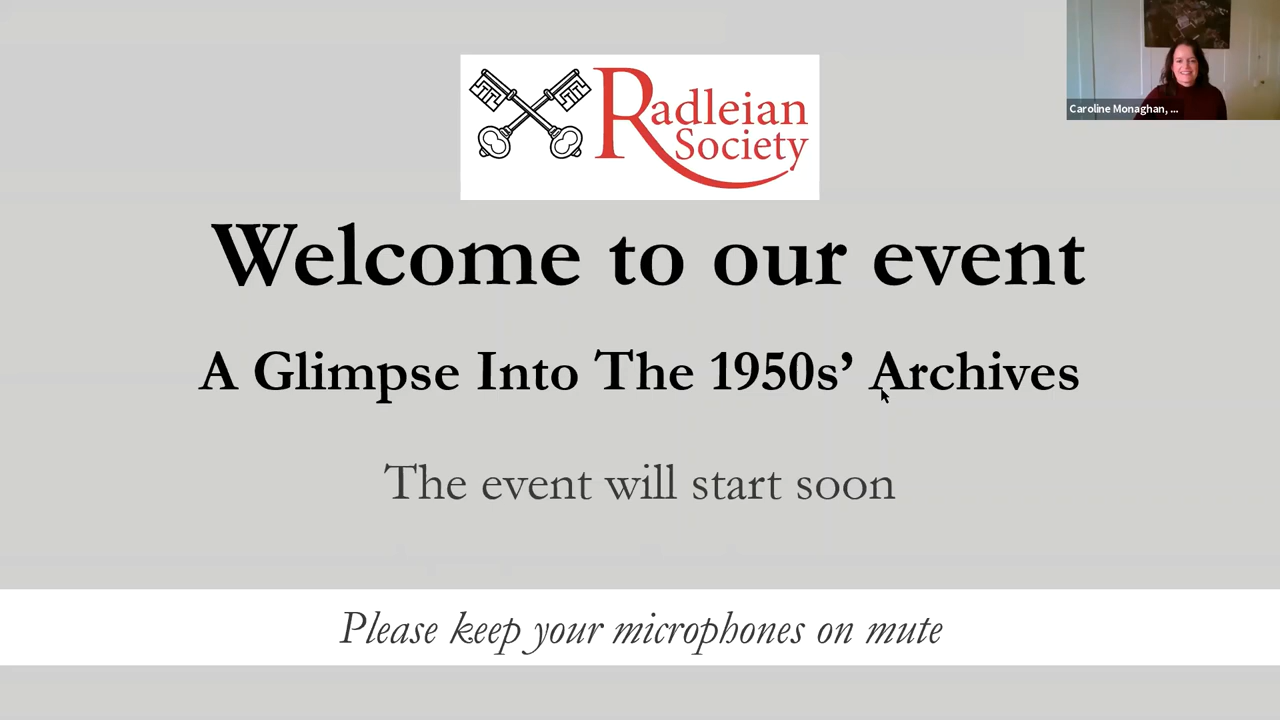 Caroline Monaghan, ...
Radleian
Society
Welcome to our event
A Glimpse Into The 1950s’ Archives
The event will start soon
Please keep your microphones on mute